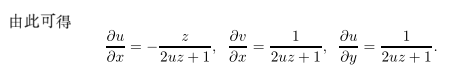 由此可得
∂u/∂x = −z/(2uz+1), ∂v/∂x = 1/(2uz+1), ∂u/∂y = 1/(2uz+1).